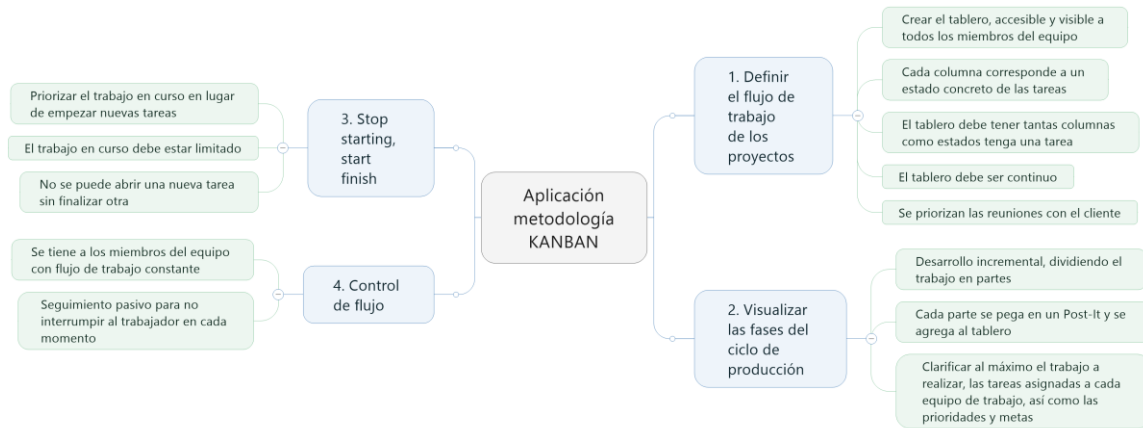 Aplicación
metodología
KANBAN
1. Definir
el flujo de
trabajo
de los
proyectos
Crear el tablero, accesible y visible a
todos los miembros del equipo
Cada columna corresponde a un
estado concreto de las tareas
El tablero debe tener tantas columnas
como estados tenga una tarea
El tablero debe ser continuo
Se priorizan las reuniones con el cliente
2. Visualizar
las fases del
ciclo de
producción
Desarrollo incremental, dividiendo el
trabajo en partes
Cada parte se pega en un Post-It y se
agrega al tablero
Clarificar al máximo el trabajo a
realizar, las tareas asignadas a cada
equipo de trabajo, así como las
prioridades y metas
3. Stop
starting,
start
finish
Priorizar el trabajo en curso en lugar
de empezar nuevas tareas
El trabajo en curso debe estar limitado
No se puede abrir una nueva tarea
sin finalizar otra
4. Control
de flujo
Se tiene a los miembros del equipo
con flujo de trabajo constante
Seguimiento pasivo para no
interrumpir al trabajador en cada
momento